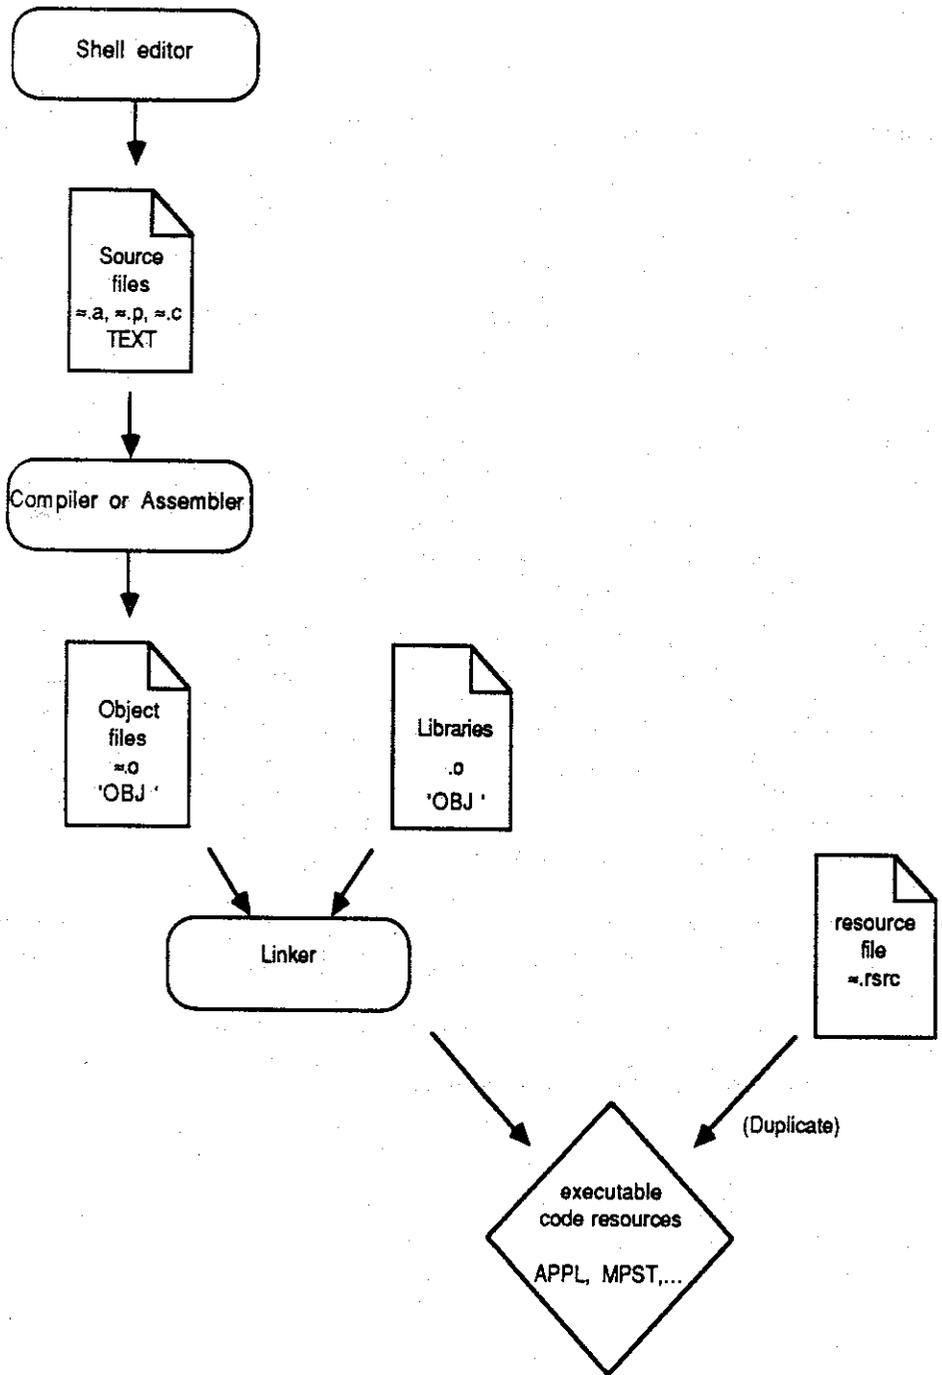 Shell editor
Source
files
≈.a, ≈.p, ≈.c
TEXT
Compiler or Assembler
Object
files
≈.o
'OBJ '
Libraries
.o
'OBJ '
Linker
resource
file
≈.rsrc
(Duplicate)
executable
code resources
APPL, MPST,...